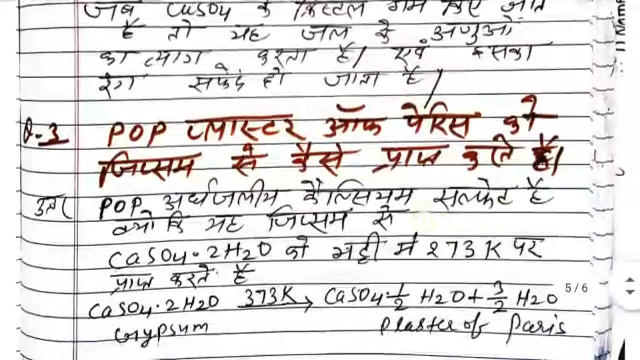 जब CaSO4 के क्रिस्टल गर्म किए जाते
है तो यह जल के अणुओं
का त्याग करता है। एवं इसका
रंग सफेद हो जाता है।
Q-3 POP प्लास्टर ऑफ पेरिस को
जिप्सम से कैसे प्राप्त करते है।
उत्तर POP अर्धजलीय कैल्सियम सल्फेट है
क्यो कि यह जिप्सम से
CaSO4·2H2O को भट्टी में 273K पर
प्राप्त करते है
CaSO4·2H2O 373K → CaSO4·1/2 H2O + 3/2 H2O
Gypsum Plaster of Paris
5/6